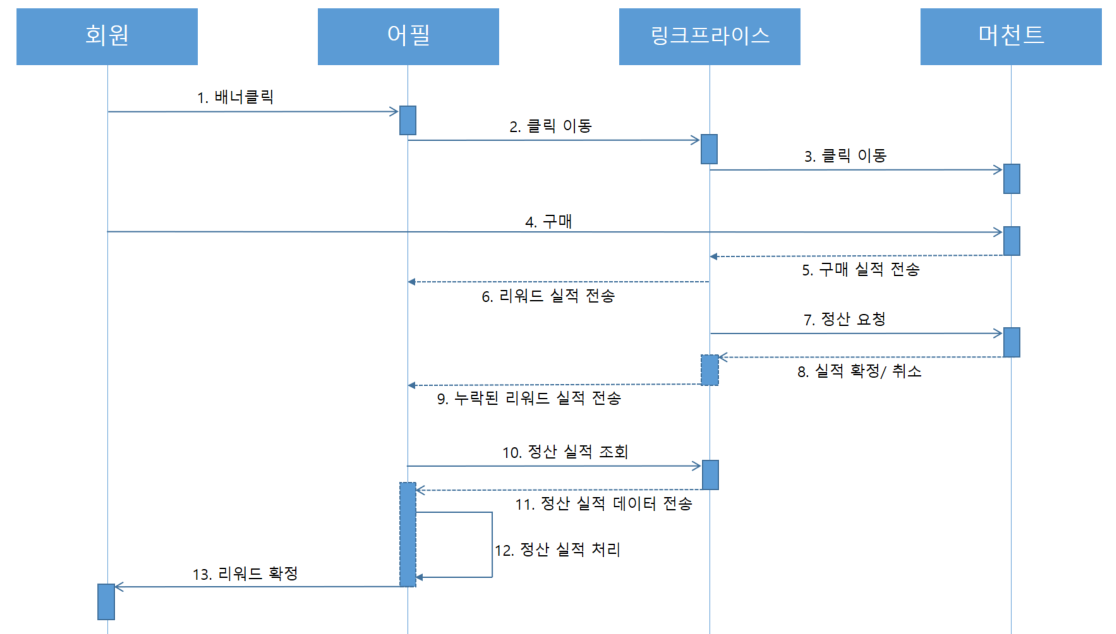 회원
어필
링크프라이스
머천트
1. 배너클릭
2. 클릭 이동
3. 클릭 이동
4. 구매
5. 구매 실적 전송
6. 리워드 실적 전송
7. 정산 요청
8. 실적 확정/ 취소
9. 누락된 리워드 실적 전송
10. 정산 실적 조회
11. 정산 실적 데이터 전송
12. 정산 실적 처리
13. 리워드 확정